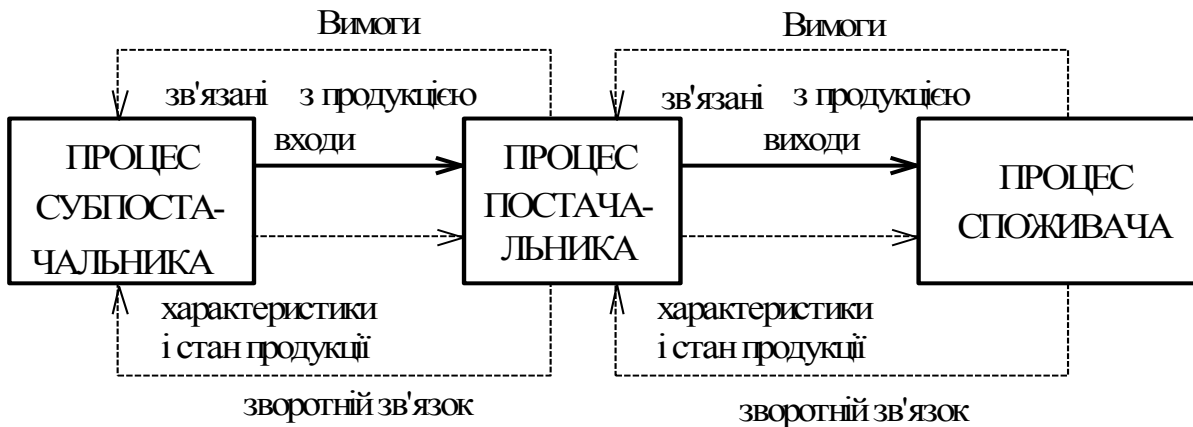 Вимоги
Вимоги
зв'язані з продукцією
зв'язані з продукцією
входи
виходи
ПРОЦЕС
СУБПОСТА-
ЧАЛЬНИКА
ПРОЦЕС
ПОСТАЧА-
ЛЬНИКА
ПРОЦЕС
СПОЖИВАЧА
характеристики
і стан продукції
характеристики
і стан продукції
зворотній зв'язок
зворотній зв'язок